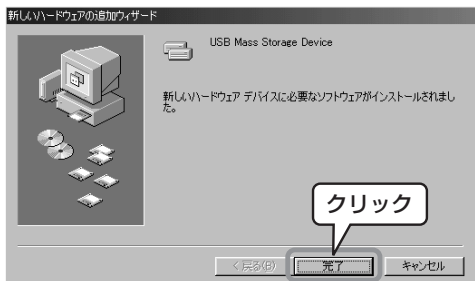 新しいハードウェアの追加ウィザード
USB Mass Storage Device
新しいハードウェア デバイスに必要なソフトウェアがインストールされまし
た。
クリック
< 戻る(B)
完了
キャンセル